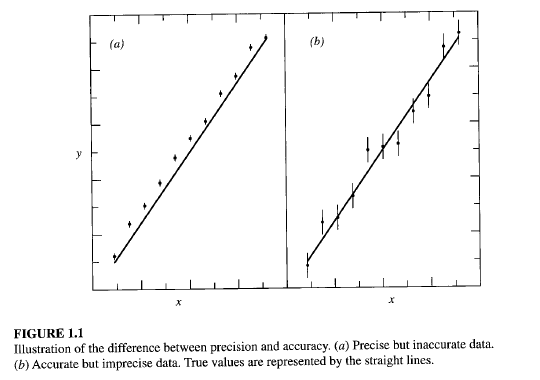 (a)
(b)
y
x
x
FIGURE 1.1
Illustration of the difference between precision and accuracy. (a) Precise but inaccurate data.
(b) Accurate but imprecise data. True values are represented by the straight lines.